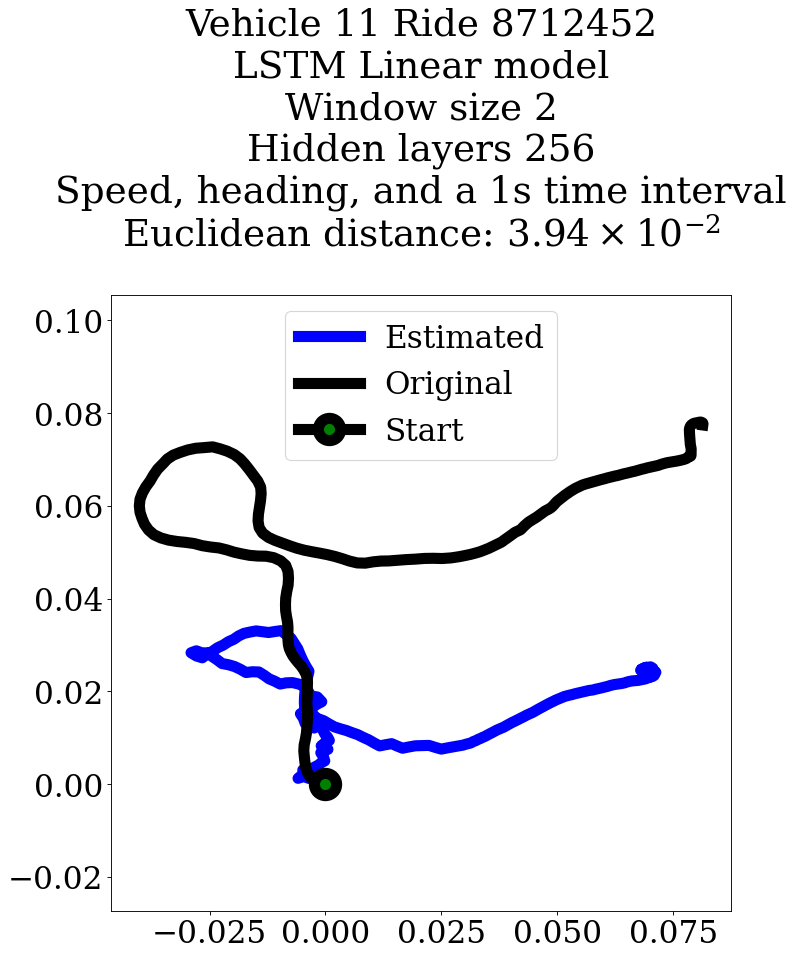 Vehicle 11 Ride 8712452
LSTM Linear model
Window size 2
Hidden layers 256
Speed, heading, and a 1s time interval
Euclidean distance: 3.94 × 10⁻²
Estimated
Original
Start
0.10
0.08
0.06
0.04
0.02
0.00
−0.02
−0.025 0.000 0.025 0.050 0.075